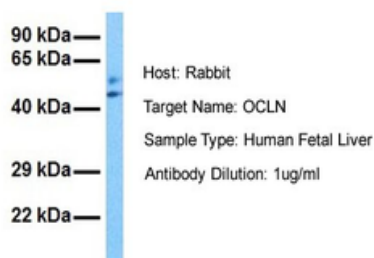 90 kDa
65 kDa
40 kDa
29 kDa
22 kDa
Host: Rabbit
Target Name: OCLN
Sample Type: Human Fetal Liver
Antibody Dilution: 1ug/ml